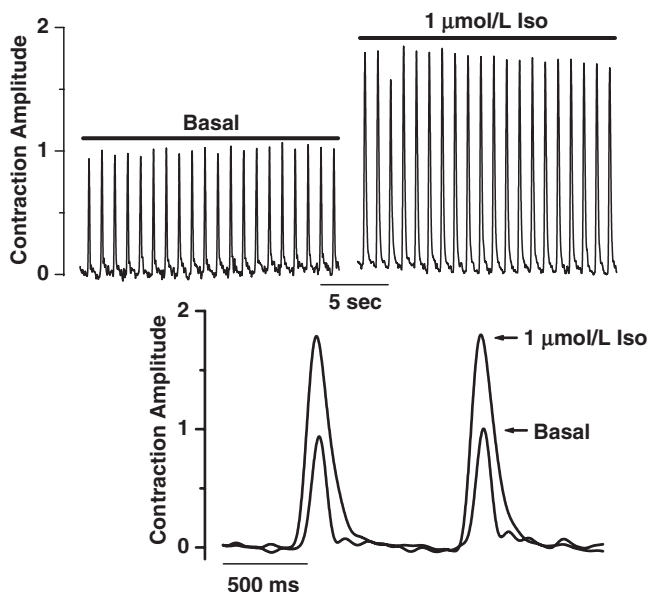 2
1 μmol/L Iso
Basal
1
0
Contraction Amplitude
5 sec
2
1 μmol/L Iso
1
Basal
0
Contraction Amplitude
500 ms